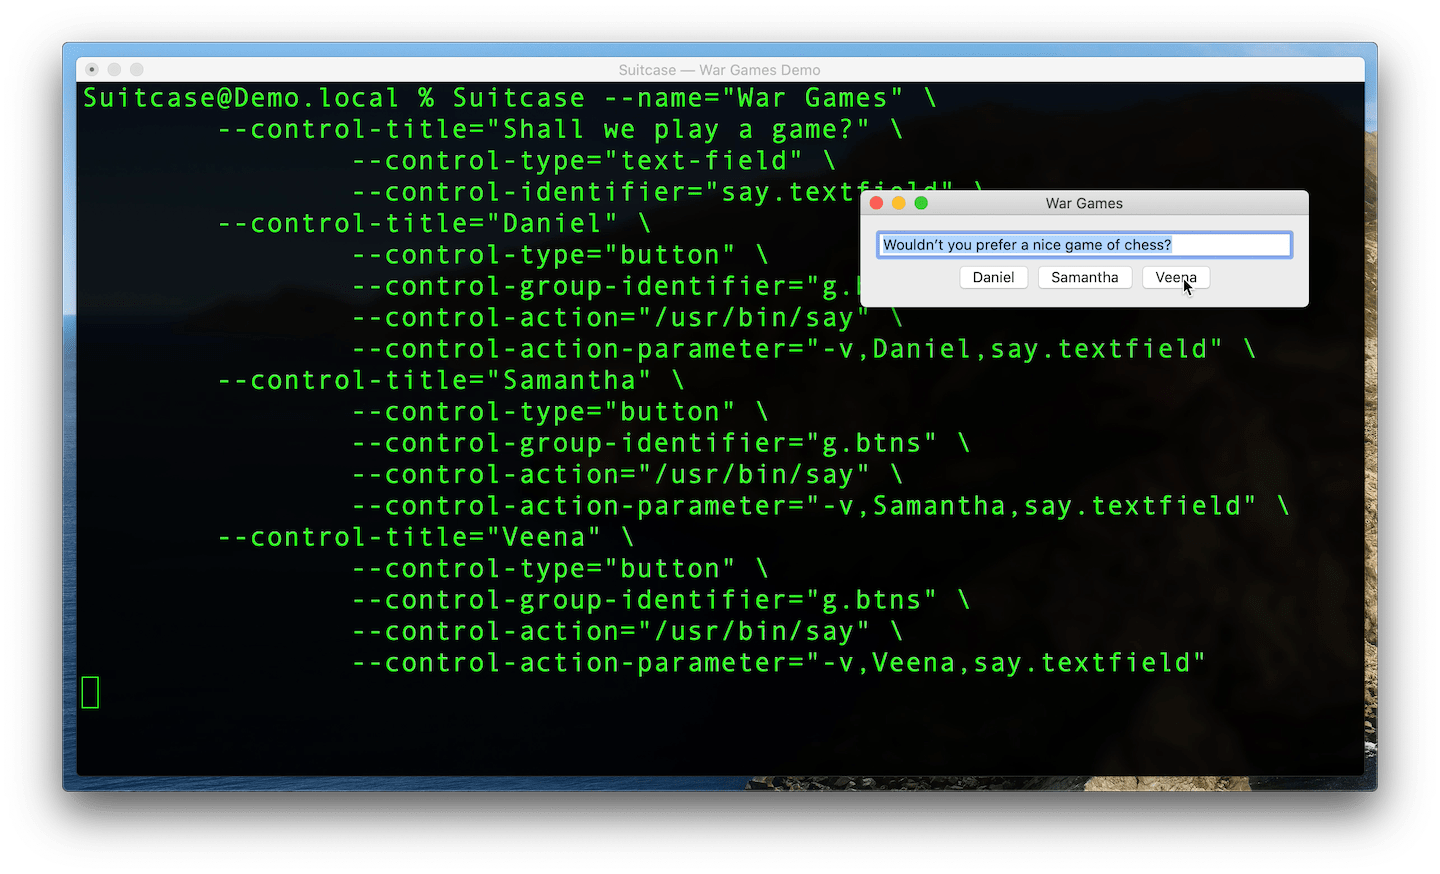 Suitcase — War Games Demo
Suitcase@Demo.local % Suitcase --name="War Games" \
--control-title="Shall we play a game?" \
--control-type="text-field" \
--control-identifier="say.textfield" \
--control-title="Daniel" \
--control-type="button" \
--control-group-identifier="g.
--control-action="/usr/bin/say" \
--control-action-parameter="-v,Daniel,say.textfield" \
--control-title="Samantha" \
--control-type="button" \
--control-group-identifier="g.btns" \
--control-action="/usr/bin/say" \
--control-action-parameter="-v,Samantha,say.textfield" \
--control-title="Veena" \
--control-type="button" \
--control-group-identifier="g.btns" \
--control-action="/usr/bin/say" \
--control-action-parameter="-v,Veena,say.textfield"
War Games
Wouldn’t you prefer a nice game of chess?
Daniel Samantha Veena